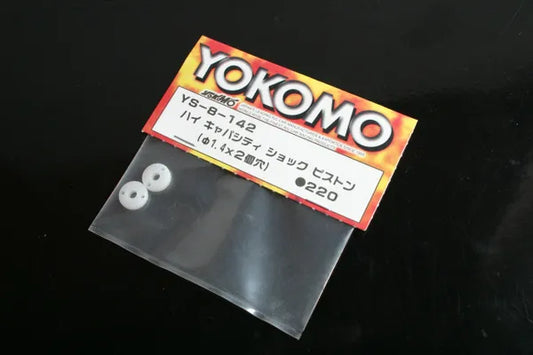 YOKOMO
YOKOMO
YS-8-142
ハイ キャパシティ ショック ピストン
(φ1.4×2個穴)
●220